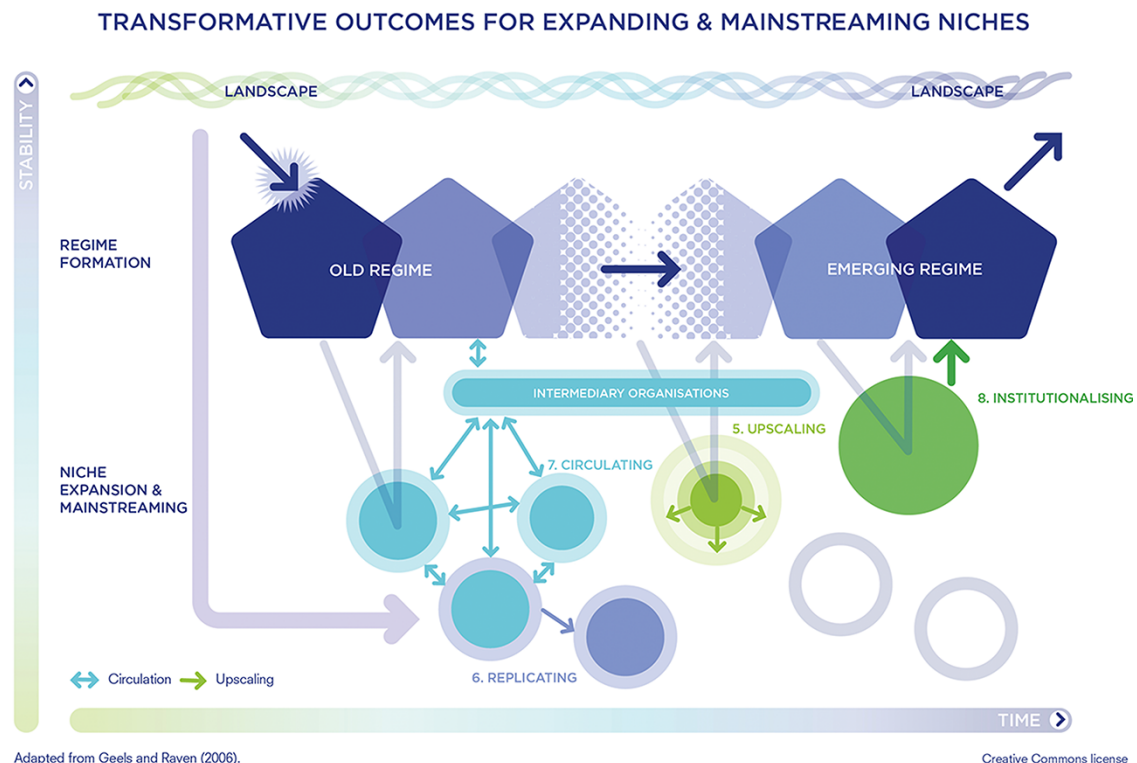 TRANSFORMATIVE OUTCOMES FOR EXPANDING & MAINSTREAMING NICHES
LANDSCAPE
LANDSCAPE
STABILITY
REGIME
FORMATION
OLD REGIME
EMERGING REGIME
INTERMEDIARY ORGANISATIONS
8. INSTITUTIONALISING
5. UPSCALING
7. CIRCULATING
NICHE
EXPANSION &
MAINSTREAMING
6. REPLICATING
Circulation
Upscaling
TIME
Adapted from Geels and Raven (2006).
Creative Commons license